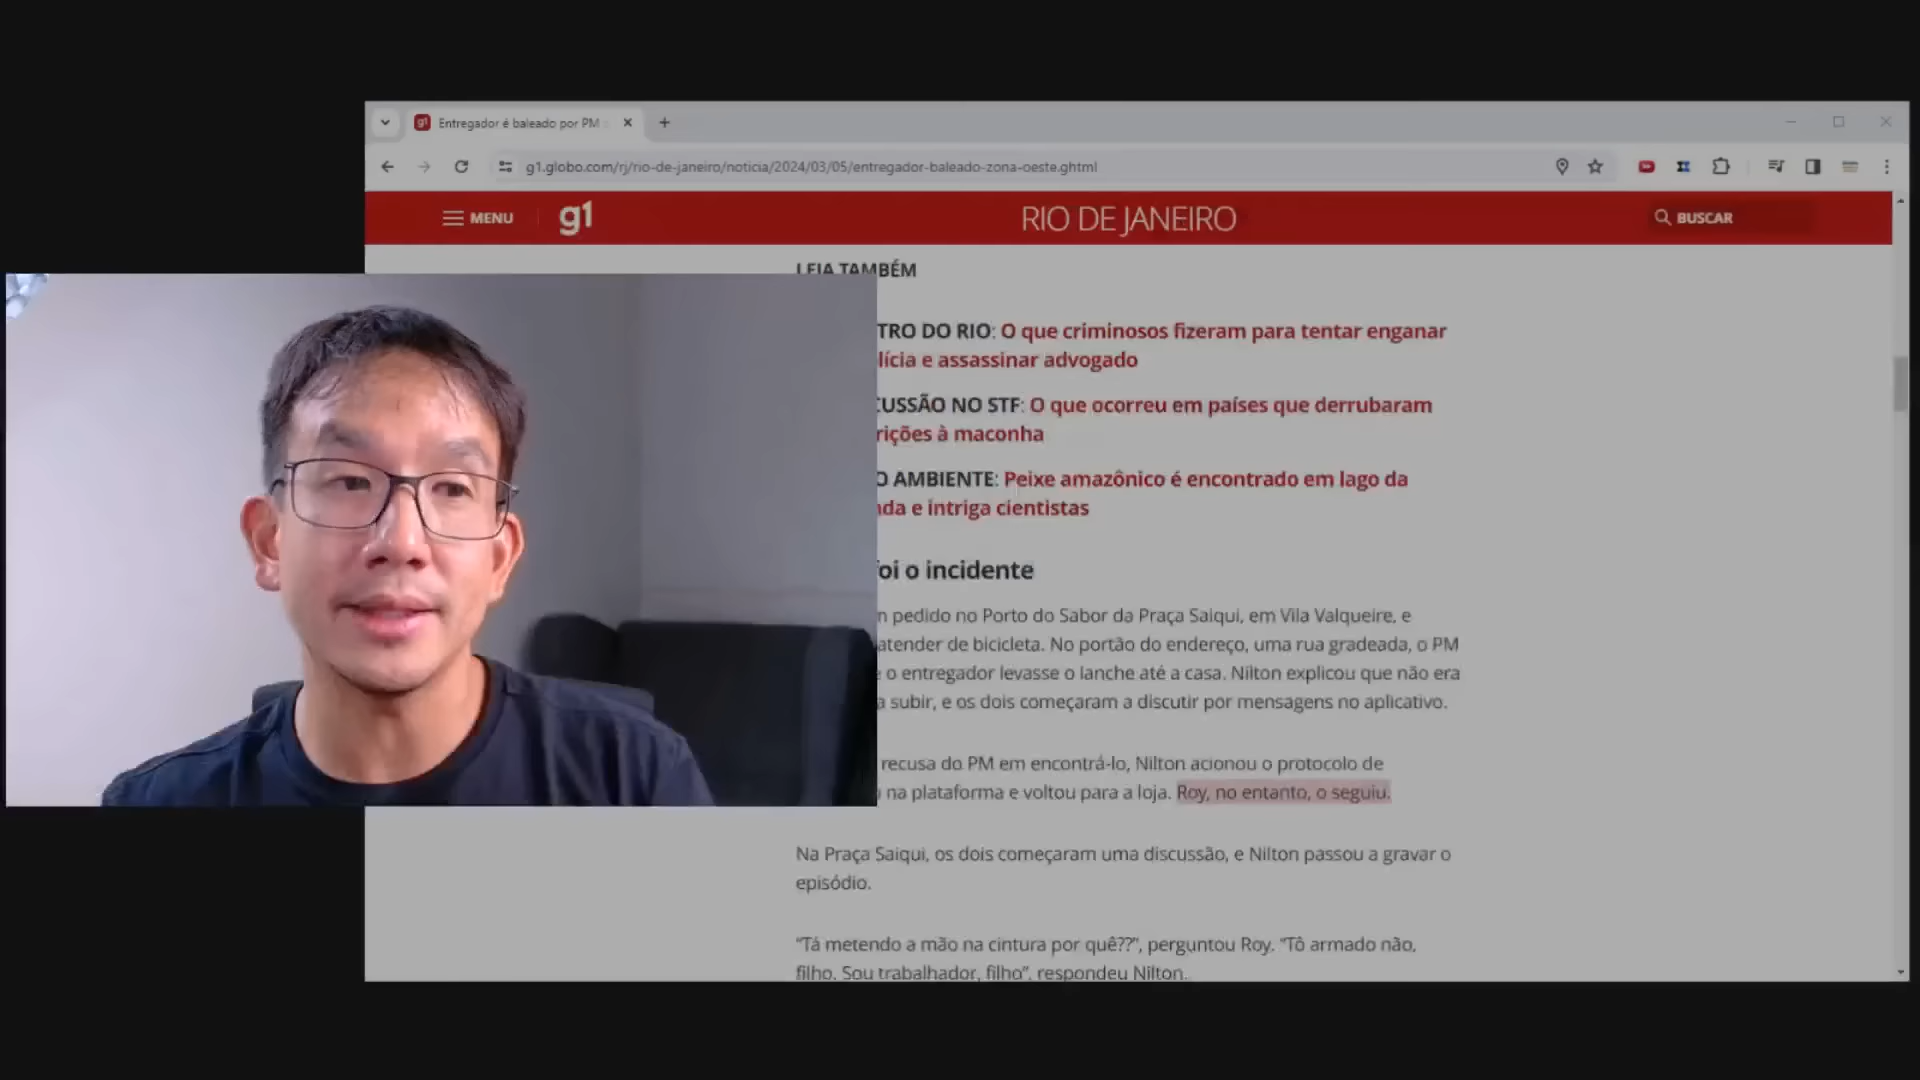 Entregador é baleado por PM
g1.globo.com/rj/rio-de-janeiro/noticia/2024/03/05/entregador-baleado-zona-oeste.ghtml
MENU
g1
RIO DE JANEIRO
BUSCAR
LEIA TAMBÉM
TRO DO RIO: O que criminosos fizeram para tentar enganar
lícia e assassinar advogado
CUSSÃO NO STF: O que ocorreu em países que derrubaram
rições à maconha
O AMBIENTE: Peixe amazônico é encontrado em lago da
nda e intriga cientistas
foi o incidente
pedido no Porto do Sabor da Praça Saiqui, em Vila Valqueire, e
atender de bicicleta. No portão do endereço, uma rua gradeada, o PM
e o entregador levasse o lanche até a casa. Nilton explicou que não era
a subir, e os dois começaram a discutir por mensagens no aplicativo.
recusa do PM em encontrá-lo, Nilton acionou o protocolo de
na plataforma e voltou para a loja. Roy, no entanto, o seguiu.
Na Praça Saiqui, os dois começaram uma discussão, e Nilton passou a gravar o
episódio.
“Tá metendo a mão na cintura por quê??”, perguntou Roy. “Tô armado não,
filho. Sou trabalhador, filho”, respondeu Nilton.